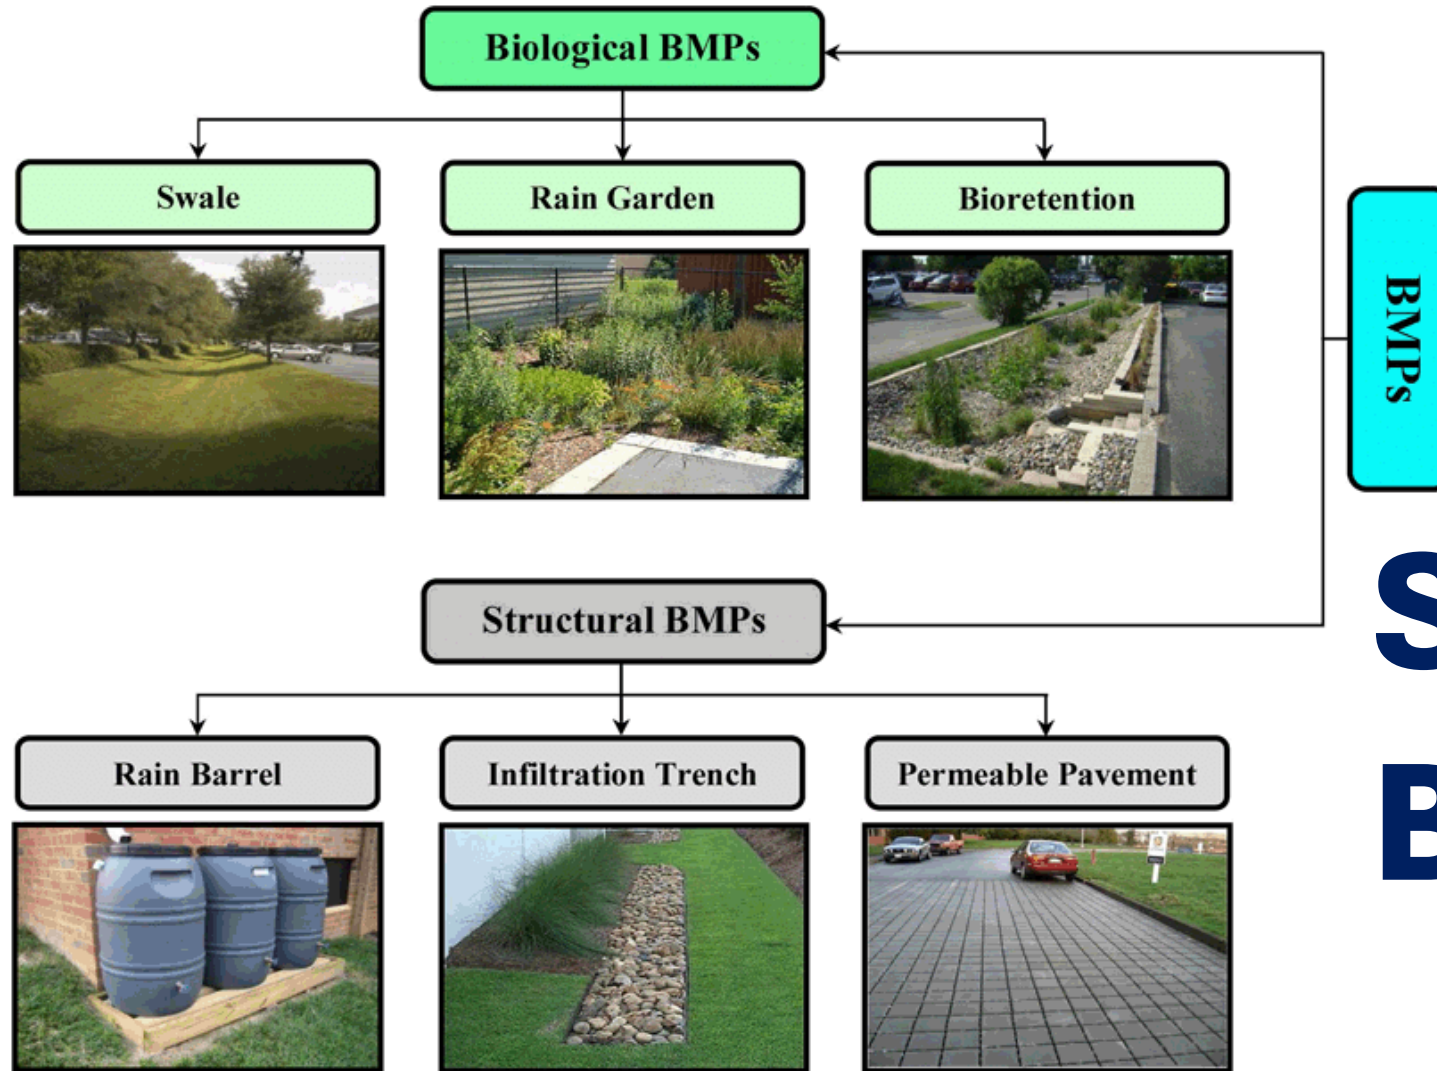 Biological BMPs
Swale
Rain Garden
Bioretention
BMPs
Structural BMPs
Rain Barrel
Infiltration Trench
Permeable Pavement
S
B